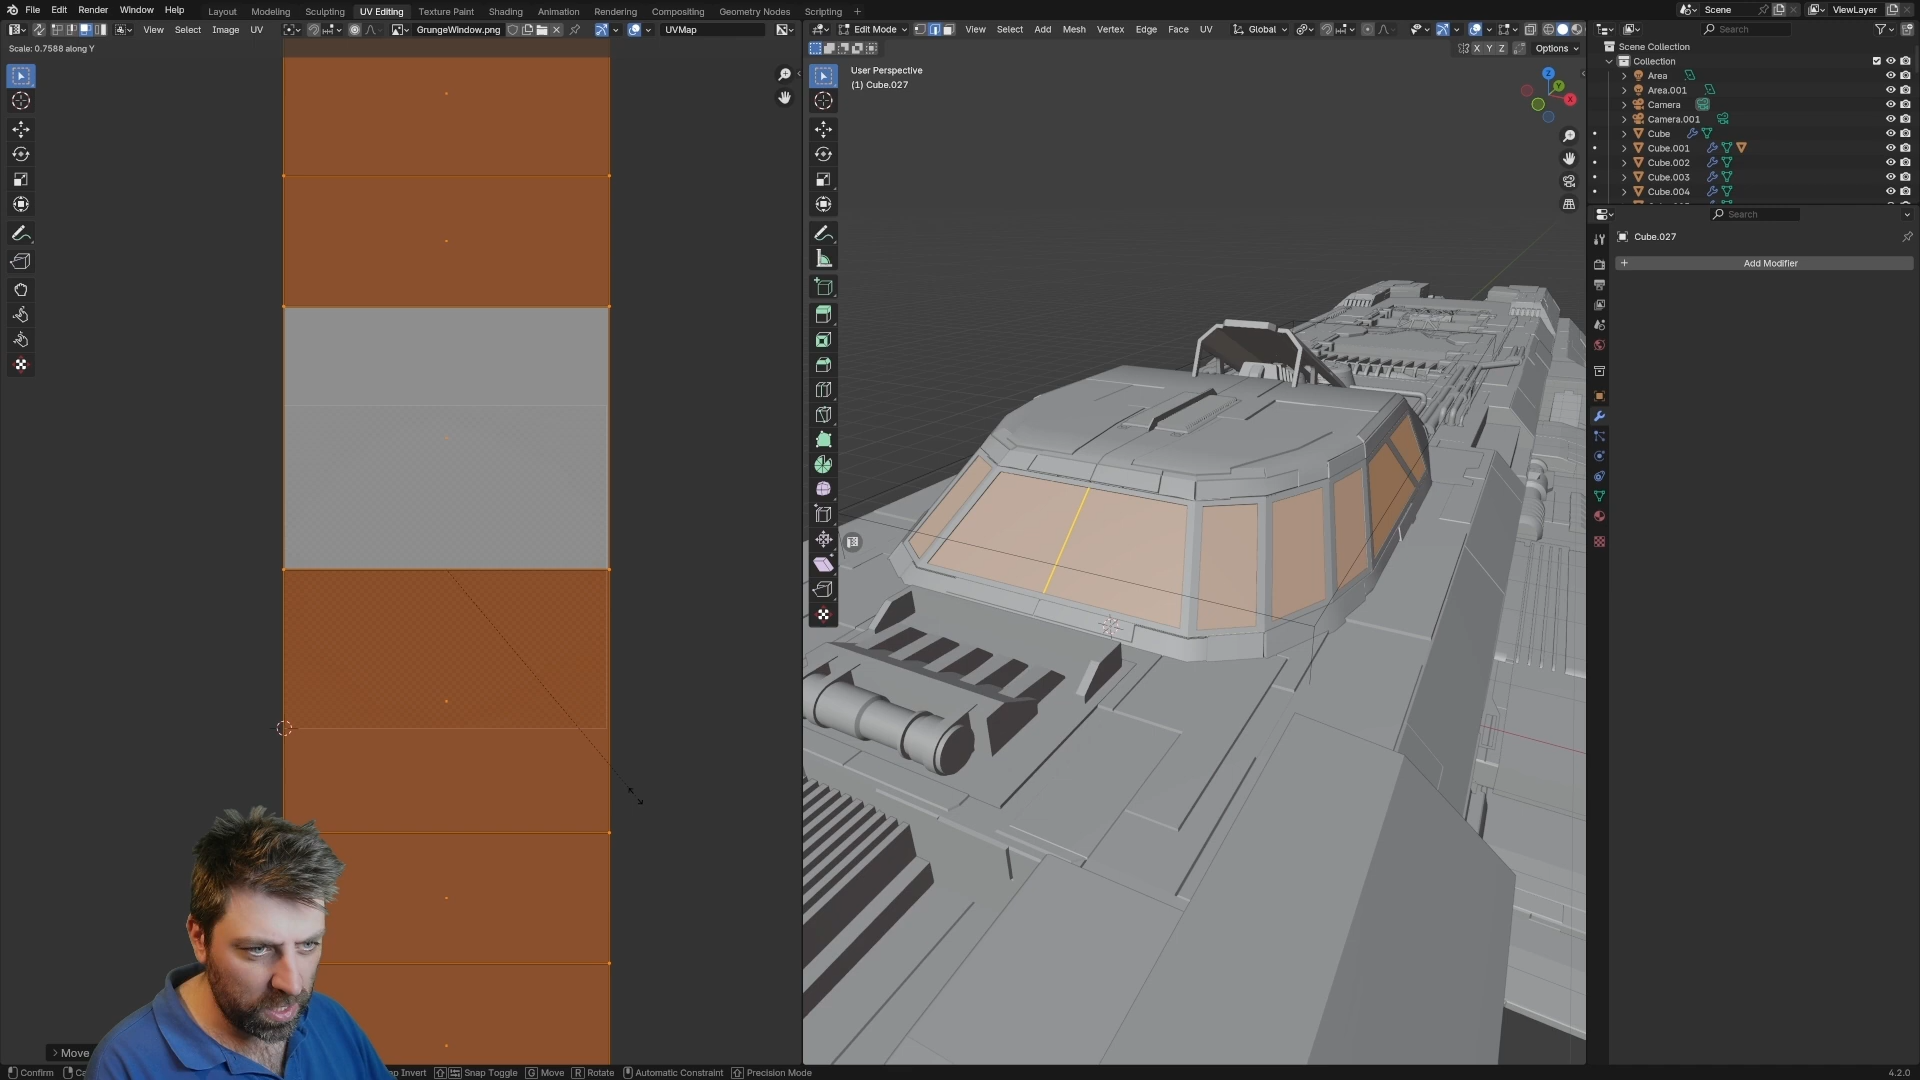 File Edit Render Window Help
Layout Modeling Sculpting UV Editing Texture Paint Shading Animation Rendering Compositing Geometry Nodes Scripting +
Scene
ViewLayer
View Select Image UV
GrungeWindow.png
UVMap
Edit Mode
View Select Add Mesh Vertex Edge Face UV
Global
Search
Scale: 0.7588 along Y
X Y Z
Options
Scene Collection
Collection
Area
Area.001
Camera
Camera.001
Cube
Cube.001
Cube.002
Cube.003
Cube.004
User Perspective
(1) Cube.027
Z
Y
X
Search
Cube.027
+ Add Modifier
> Move
Confirm
Invert
Snap Toggle
G Move
R Rotate
Automatic Constraint
Precision Mode
4.2.0